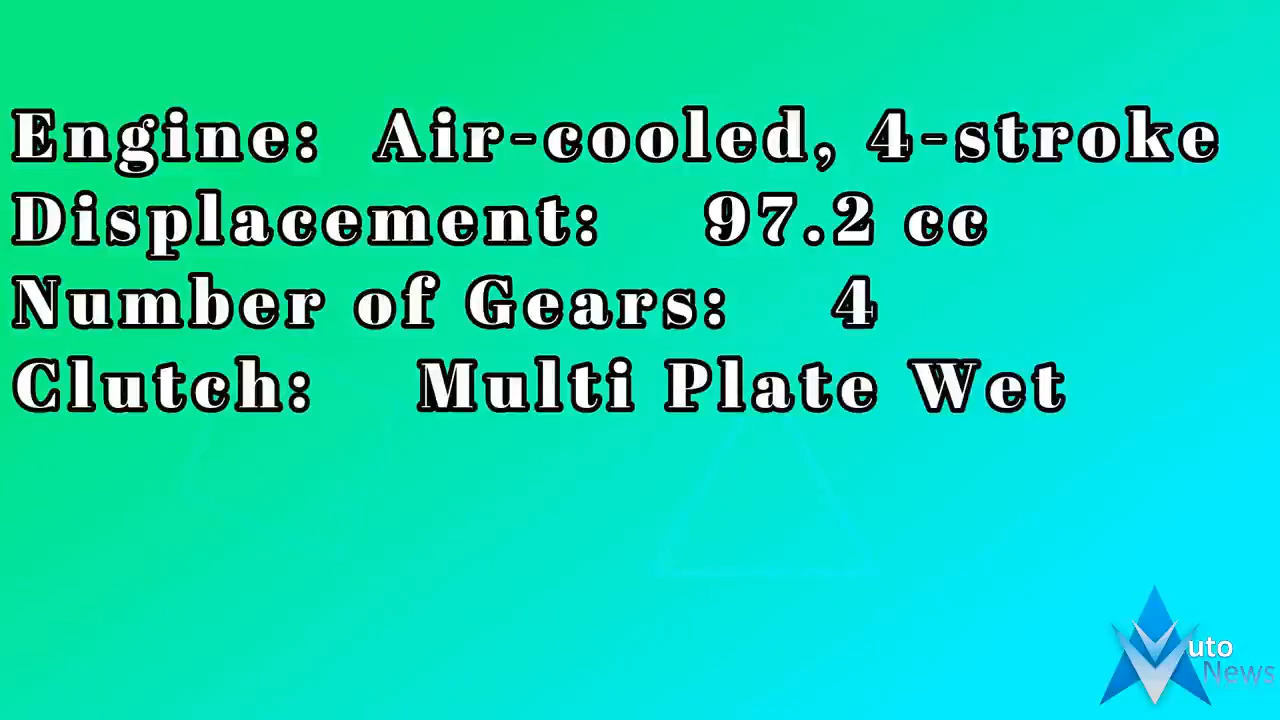 Engine: Air-cooled, 4-stroke
Displacement: 97.2 cc
Number of Gears: 4
Clutch: Multi Plate Wet
uto
News